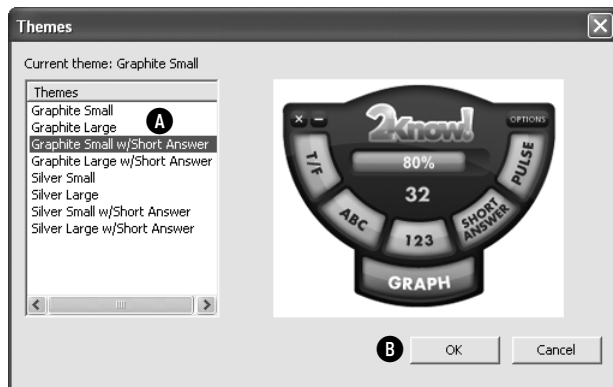 Themes
Current theme: Graphite Small
Themes
Graphite Small
Graphite Large
Graphite Small w/Short Answer
Graphite Large w/Short Answer
Silver Small
Silver Large
Silver Small w/Short Answer
Silver Large w/Short Answer
A
2Know!
OPTIONS
80%
32
T/F
ABC
123
SHORT
ANSWER
PULSE
GRAPH
B
OK
Cancel